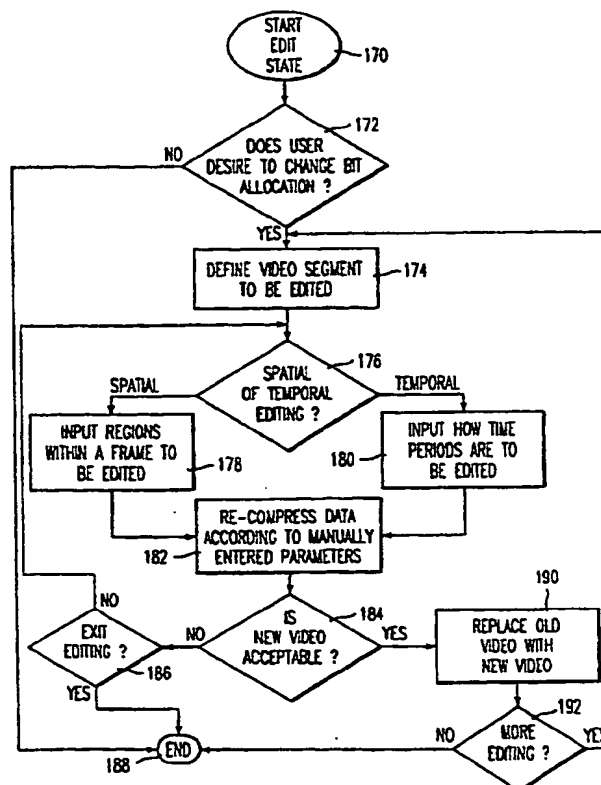 START
EDIT
STATE
170
172
NO
DOES USER
DESIRE TO CHANGE BIT
ALLOCATION ?
YES
DEFINE VIDEO SEGMENT
TO BE EDITED
174
176
SPATIAL
SPATIAL
OF TEMPORAL
EDITING ?
TEMPORAL
INPUT REGIONS
WITHIN A FRAME TO
BE EDITED
178
INPUT HOW TIME
PERIODS ARE TO
BE EDITED
180
RE-COMPRESS DATA
ACCORDING TO MANUALLY
ENTERED PARAMETERS
182
184
IS
NEW VIDEO
ACCEPTABLE ?
NO
YES
190
REPLACE OLD
VIDEO WITH
NEW VIDEO
NO
EXIT
EDITING ?
186
YES
192
MORE
EDITING ?
NO
YES
END
188